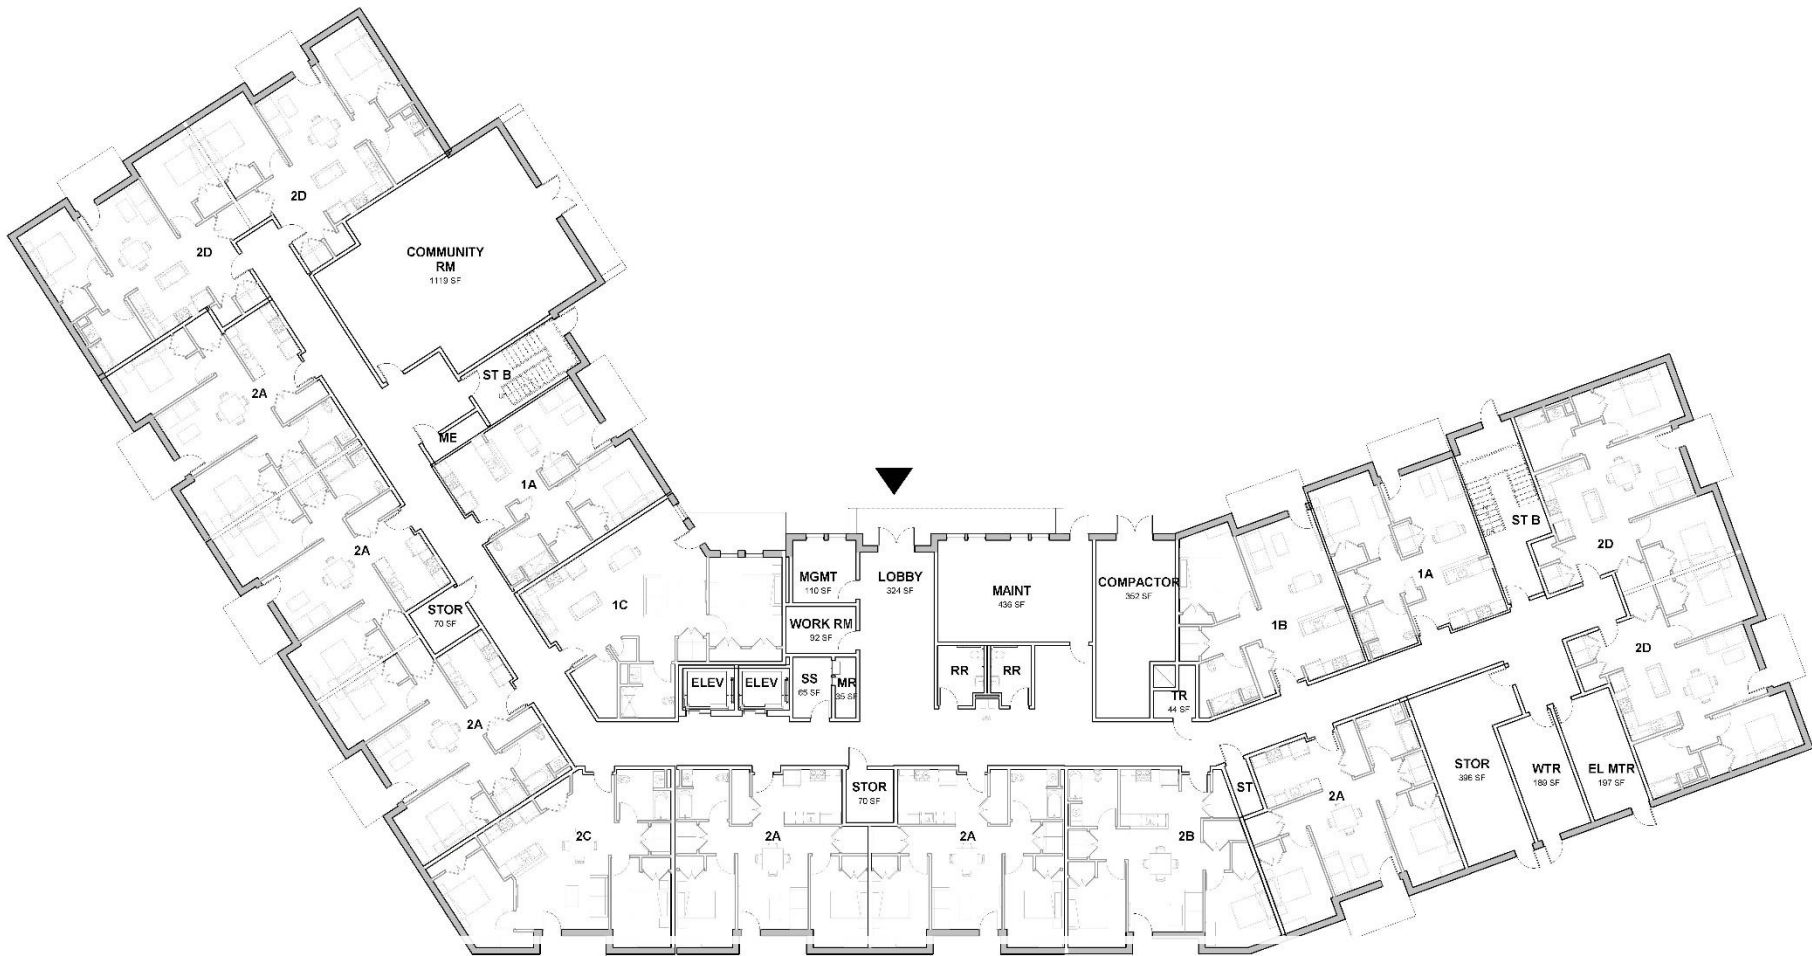 2D
2D
COMMUNITY
RM
1119 SF
2A
ST B
ME
1A
2A
STOR
70 SF
2A
1C
MGMT
110 SF
WORK RM
92 SF
ELEV
ELEV
SS
65 SF
MR
35 SF
LOBBY
324 SF
MAINT
436 SF
RR
RR
COMPACTOR
352 SF
TR
44 SF
1B
1A
ST B
2D
2D
2C
2A
STOR
70 SF
2A
2B
ST
2A
STOR
396 SF
WTR
189 SF
EL MTR
197 SF